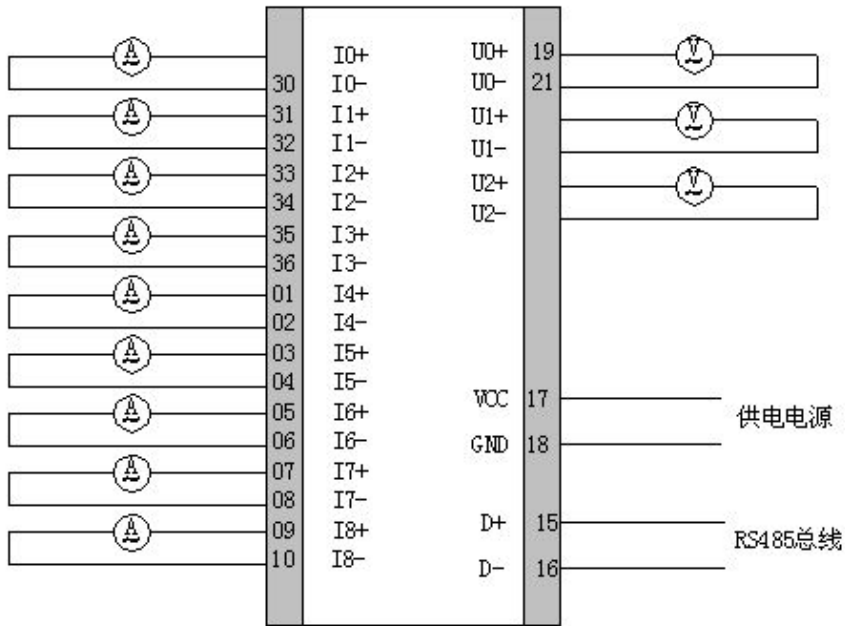 A I0+
30 I0-
A 31 I1+
32 I1-
A 33 I2+
34 I2-
A 35 I3+
36 I3-
A 01 I4+
02 I4-
A 03 I5+
04 I5-
A 05 I6+
06 I6-
A 07 I7+
08 I7-
A 09 I8+
10 I8-
U0+ 19 V
U0- 21
U1+ V
U1-
U2+ V
U2-
VCC 17
供电电源
GND 18
D+ 15
RS485总线
D- 16